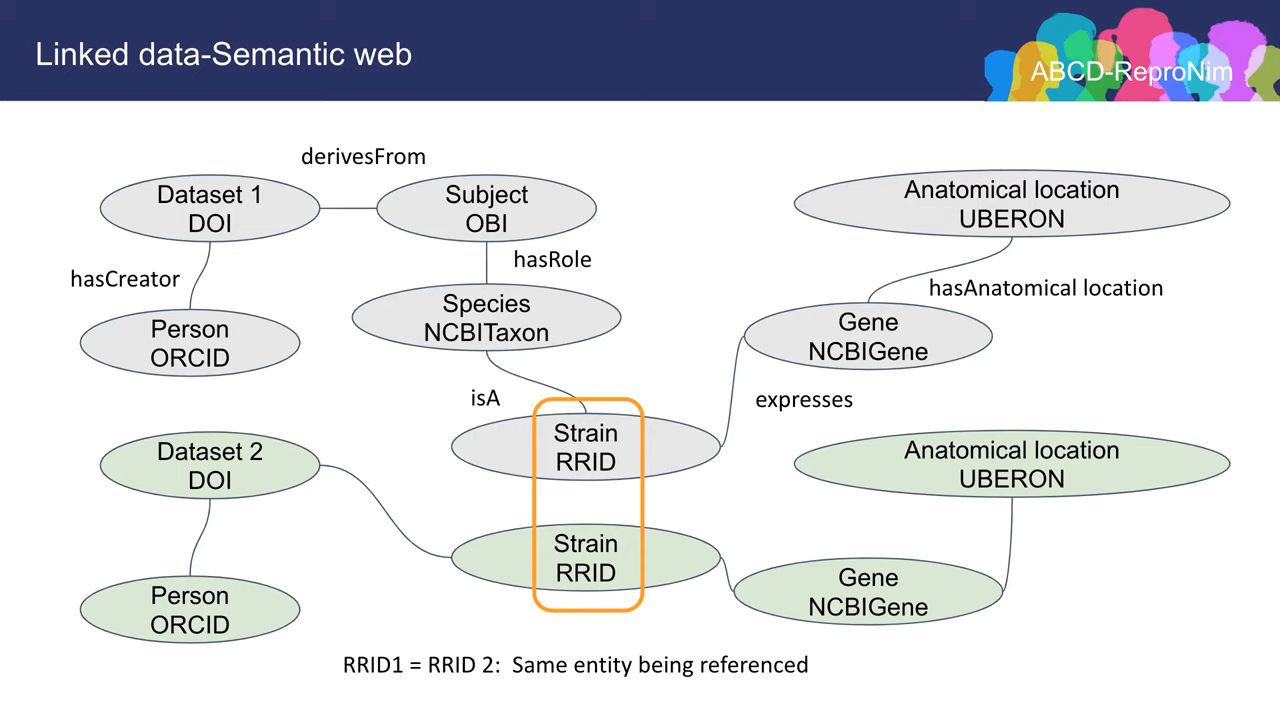 Linked data-Semantic web
ABCD-ReproNim
derivesFrom
Dataset 1
DOI
Subject
OBI
Anatomical location
UBERON
hasCreator
hasRole
hasAnatomical location
Person
ORCID
Species
NCBITaxon
Gene
NCBIGene
isA
expresses
Strain
RRID
Dataset 2
DOI
Anatomical location
UBERON
Strain
RRID
Gene
NCBIGene
Person
ORCID
RRID1 = RRID 2:  Same entity being referenced